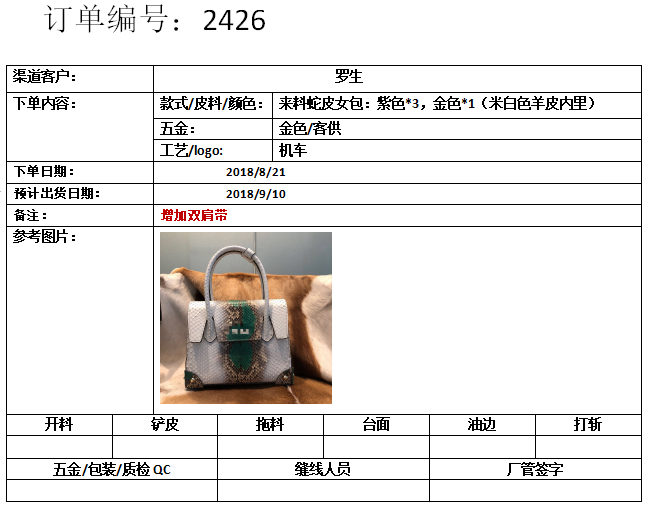 订单编号：2426
渠道客户： 罗生
下单内容： 款式/皮料/颜色： 来料蛇皮女包：紫色*3，金色*1（米白色羊皮内里）
五金： 金色/客供
工艺/logo: 机车
下单日期： 2018/8/21
预计出货日期： 2018/9/10
备注： 增加双肩带
参考图片：
开料 铲皮 拖料 台面 油边 打斩
五金/包装/质检 QC 缝线人员 厂管签字